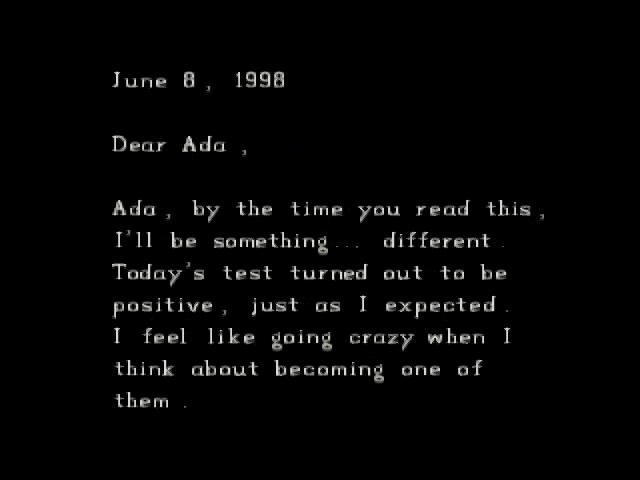 June 8, 1998
Dear Ada,
Ada, by the time you read this,
I'll be something... different.
Today's test turned out to be
positive, just as I expected.
I feel like going crazy when I
think about becoming one of
them.